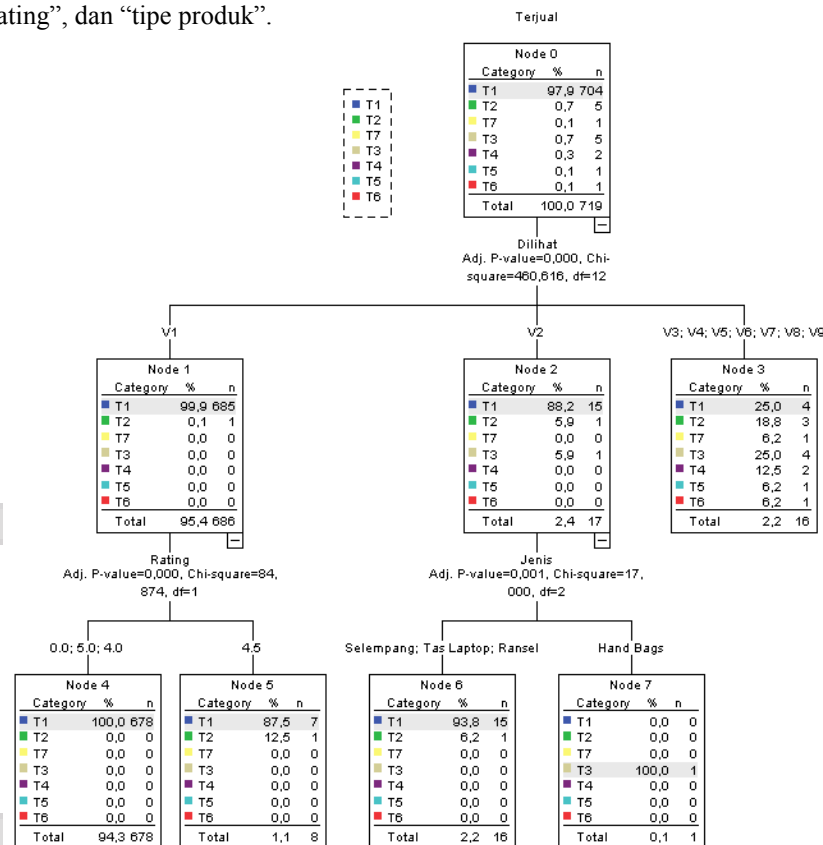 ating”, dan “tipe produk”.
Terjual
Node 0
Category % n
T1 97,9 704
T2 0,7 5
T7 0,1 1
T3 0,7 5
T4 0,3 2
T5 0,1 1
T6 0,1 1
Total 100,0 719
T1
T2
T7
T3
T4
T5
T6
Dilihat
Adj. P-value=0,000, Chi-
square=460,616, df=12
V1
V2
V3; V4; V5; V6; V7; V8; V9
Node 1
Category % n
T1 99,9 685
T2 0,1 1
T7 0,0 0
T3 0,0 0
T4 0,0 0
T5 0,0 0
T6 0,0 0
Total 95,4 686
Node 2
Category % n
T1 88,2 15
T2 5,9 1
T7 0,0 0
T3 5,9 1
T4 0,0 0
T5 0,0 0
T6 0,0 0
Total 2,4 17
Node 3
Category % n
T1 25,0 4
T2 18,8 3
T7 6,2 1
T3 25,0 4
T4 12,5 2
T5 6,2 1
T6 6,2 1
Total 2,2 16
Rating
Adj. P-value=0,000, Chi-square=84,
874, df=1
Jenis
Adj. P-value=0,001, Chi-square=17,
000, df=2
0.0; 5.0; 4.0
4.5
Selempang; Tas Laptop; Ransel
Hand Bags
Node 4
Category % n
T1 100,0 678
T2 0,0 0
T7 0,0 0
T3 0,0 0
T4 0,0 0
T5 0,0 0
T6 0,0 0
Total 94,3 678
Node 5
Category % n
T1 87,5 7
T2 12,5 1
T7 0,0 0
T3 0,0 0
T4 0,0 0
T5 0,0 0
T6 0,0 0
Total 1,1 8
Node 6
Category % n
T1 93,8 15
T2 6,2 1
T7 0,0 0
T3 0,0 0
T4 0,0 0
T5 0,0 0
T6 0,0 0
Total 2,2 16
Node 7
Category % n
T1 0,0 0
T2 0,0 0
T7 0,0 0
T3 100,0 1
T4 0,0 0
T5 0,0 0
T6 0,0 0
Total 0,1 1